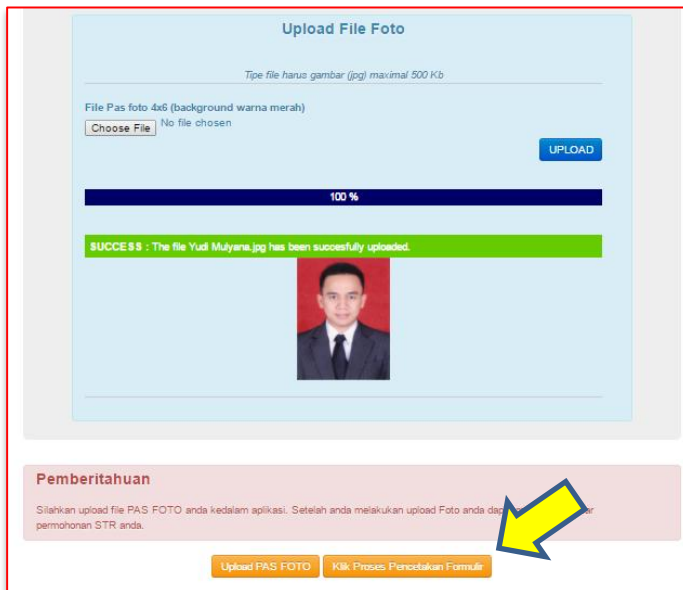 Upload File Foto
Tipe file harus gambar (jpg) maximal 500 Kb
File Pas foto 4x6 (background warna merah)
Choose File No file chosen
UPLOAD
100 %
SUCCESS : The file Yudi Mulyana.jpg has been succesfully uploaded.
Pemberitahuan
Silahkan upload file PAS FOTO anda kedalam aplikasi. Setelah anda melakukan upload Foto anda
permohonan STR anda.
Upload PAS FOTO Klik Proses Pencetakan Formulir